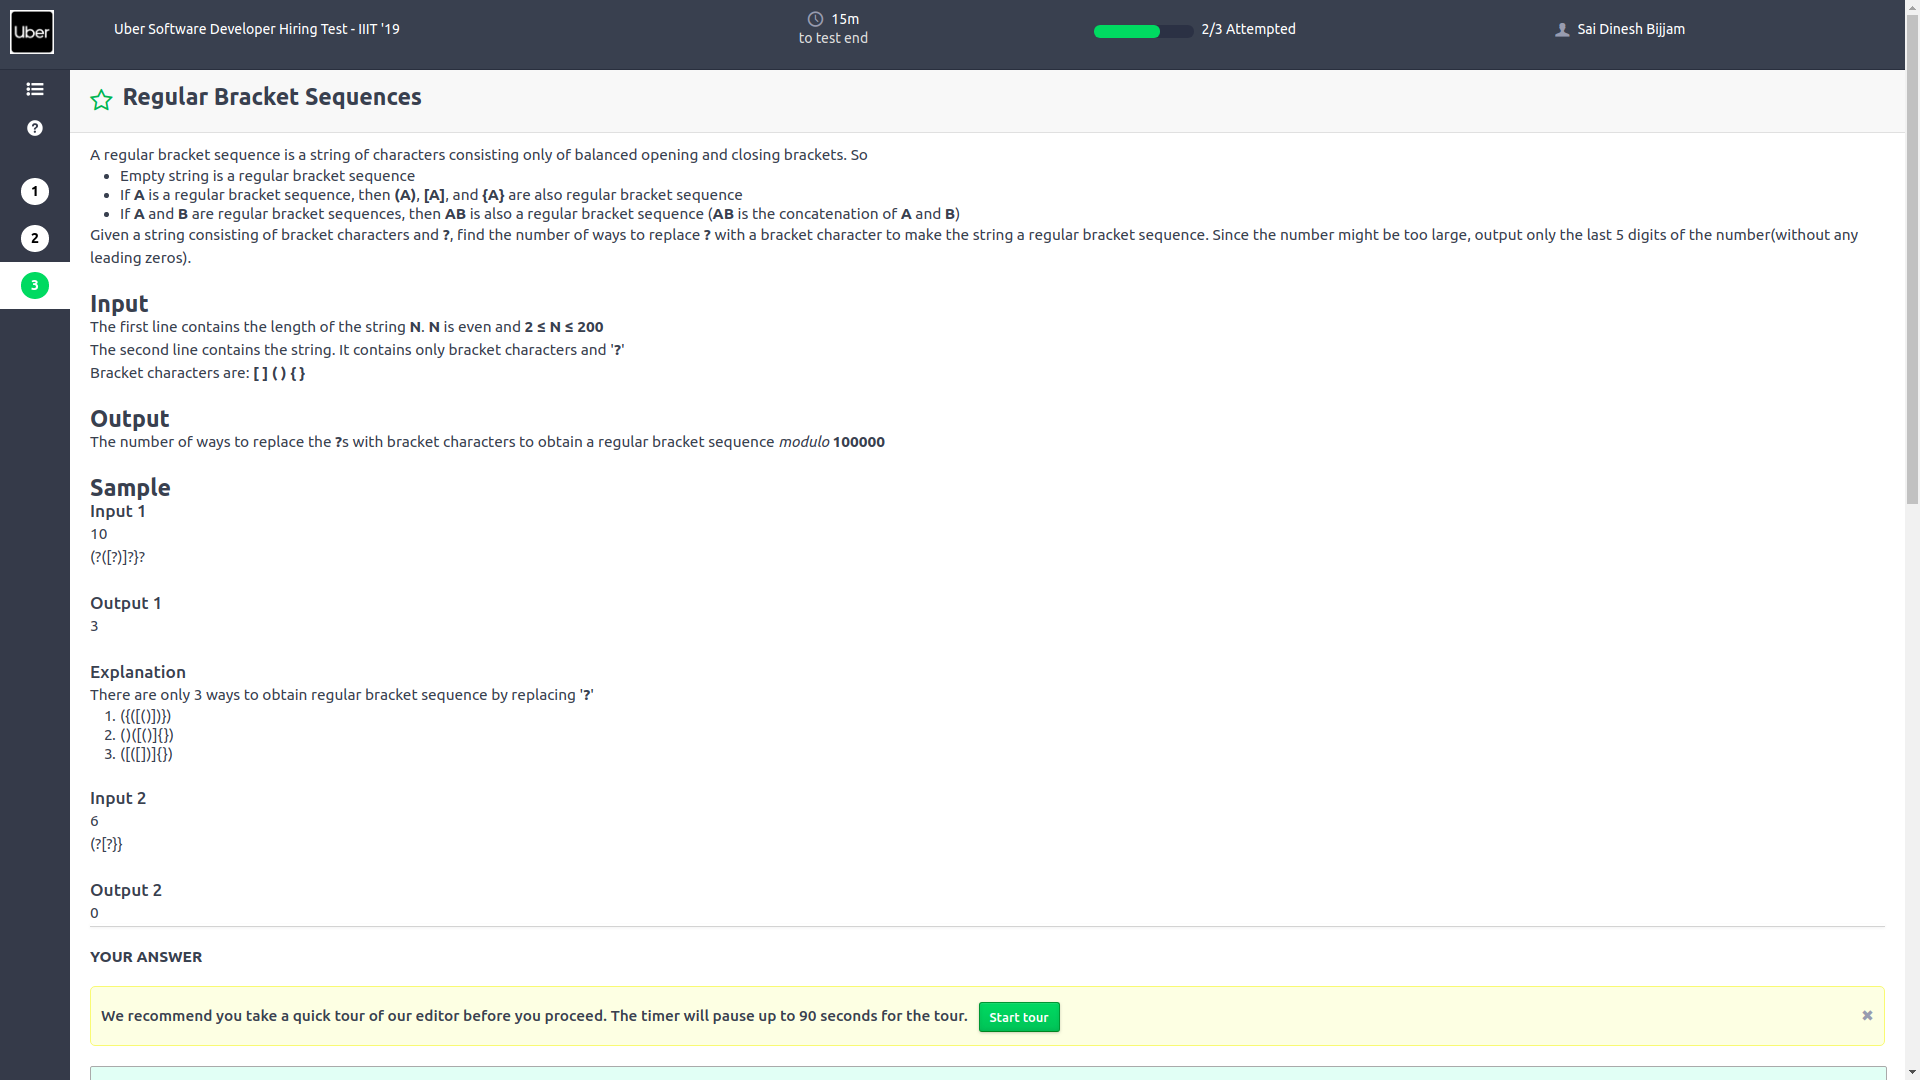 Uber
Uber Software Developer Hiring Test - IIIT '19
15m
to test end
2/3 Attempted
Sai Dinesh Bijjam
?
1
2
3
Regular Bracket Sequences
A regular bracket sequence is a string of characters consisting only of balanced opening and closing brackets. So
• Empty string is a regular bracket sequence
• If A is a regular bracket sequence, then (A), [A], and {A} are also regular bracket sequence
• If A and B are regular bracket sequences, then AB is also a regular bracket sequence (AB is the concatenation of A and B)
Given a string consisting of bracket characters and ?, find the number of ways to replace ? with a bracket character to make the string a regular bracket sequence. Since the number might be too large, output only the last 5 digits of the number(without any
leading zeros).
Input
The first line contains the length of the string N. N is even and 2 ≤ N ≤ 200
The second line contains the string. It contains only bracket characters and '?'
Bracket characters are: [ ] ( ) { }
Output
The number of ways to replace the ?s with bracket characters to obtain a regular bracket sequence modulo 100000
Sample
Input 1
10
(?([?)]?}?
Output 1
3
Explanation
There are only 3 ways to obtain regular bracket sequence by replacing '?'
1. ({([()])})
2. ()([()]{})
3. ([([])]{})
Input 2
6
(?[?}}
Output 2
0
YOUR ANSWER
We recommend you take a quick tour of our editor before you proceed. The timer will pause up to 90 seconds for the tour.
Start tour